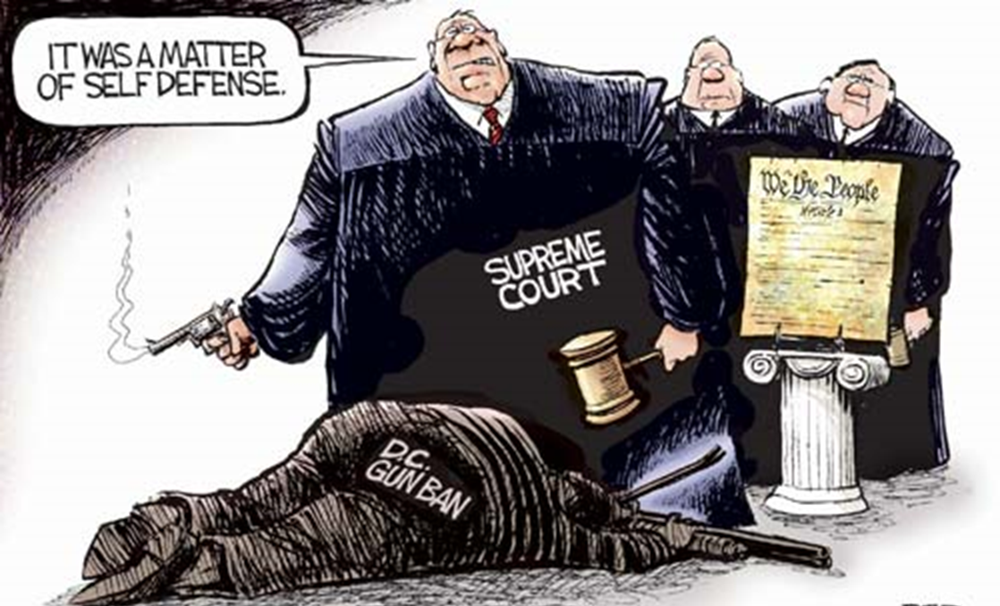 IT WAS A MATTER
OF SELF DEFENSE.
SUPREME
COURT
We the People
D.C.
GUN BAN